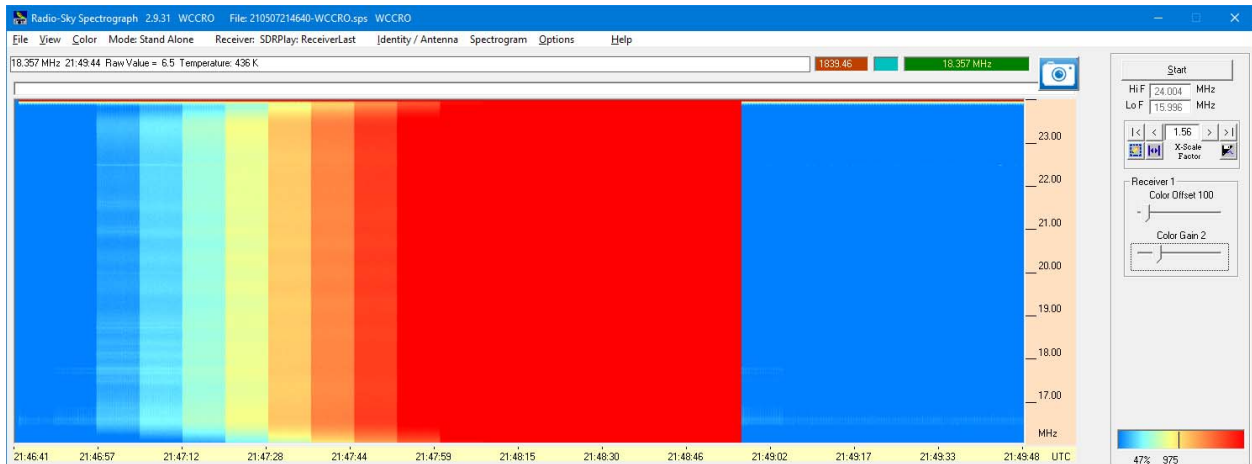 Radio-Sky Spectrograph 2.9.31 WCCRO File: 210507214640-WCCRO.sps WCCRO
File View Color Mode: Stand Alone Receiver: SDRPlay: ReceiverLast Identity / Antenna Spectrogram Options Help
18.357 MHz 21:49:44 Raw Value = 6.5 Temperature: 436 K
1839.46
18.357 MHz
Start
Hi F 24.004 MHz
Lo F 15.996 MHz
|< < 1.56 > >|
X-Scale
Factor
Receiver 1
Color Offset 100
Color Gain 2
23.00
22.00
21.00
20.00
19.00
18.00
17.00
MHz
21:46:41 21:46:57 21:47:12 21:47:28 21:47:44 21:47:59 21:48:15 21:48:30 21:48:46 21:49:02 21:49:17 21:49:33 21:49:48 UTC
47% 975